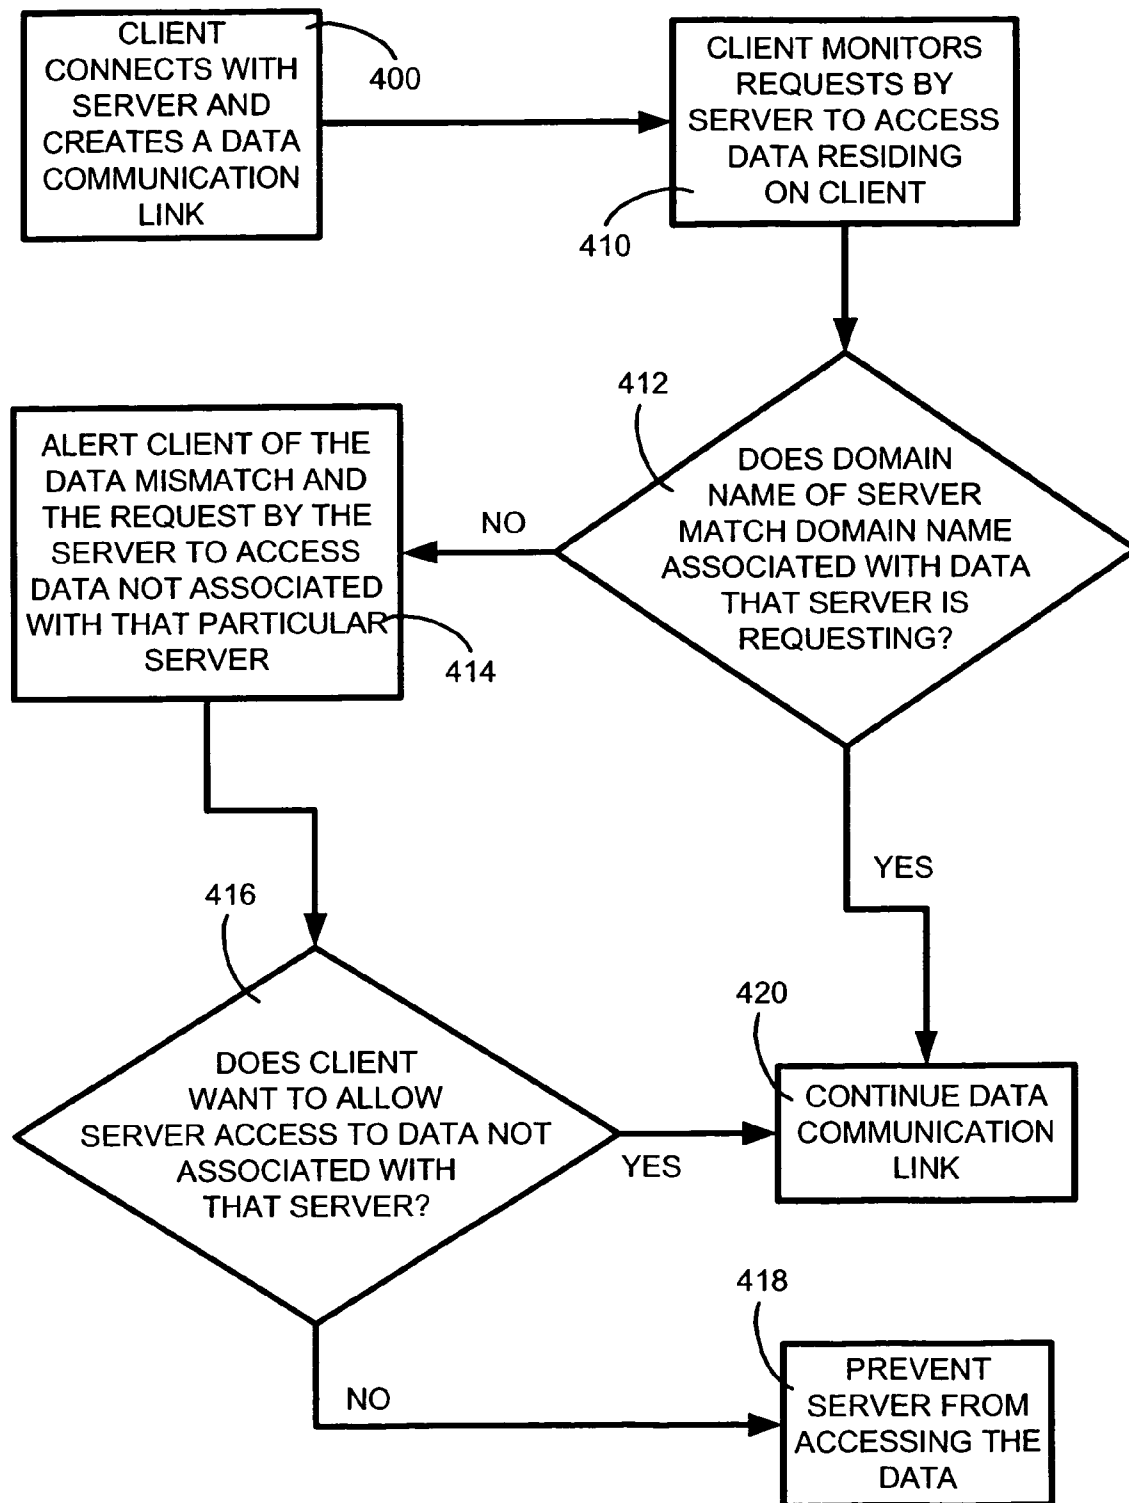 CLIENT
CONNECTS WITH
SERVER AND
CREATES A DATA
COMMUNICATION
LINK
400
CLIENT MONITORS
REQUESTS BY
SERVER TO ACCESS
DATA RESIDING
ON CLIENT
410
412
DOES DOMAIN
NAME OF SERVER
MATCH DOMAIN NAME
ASSOCIATED WITH DATA
THAT SERVER IS
REQUESTING?
NO
ALERT CLIENT OF THE
DATA MISMATCH AND
THE REQUEST BY THE
SERVER TO ACCESS
DATA NOT ASSOCIATED
WITH THAT PARTICULAR
SERVER
414
YES
416
DOES CLIENT
WANT TO ALLOW
SERVER ACCESS TO DATA NOT
ASSOCIATED WITH
THAT SERVER?
YES
420
CONTINUE DATA
COMMUNICATION
LINK
NO
418
PREVENT
SERVER FROM
ACCESSING THE
DATA